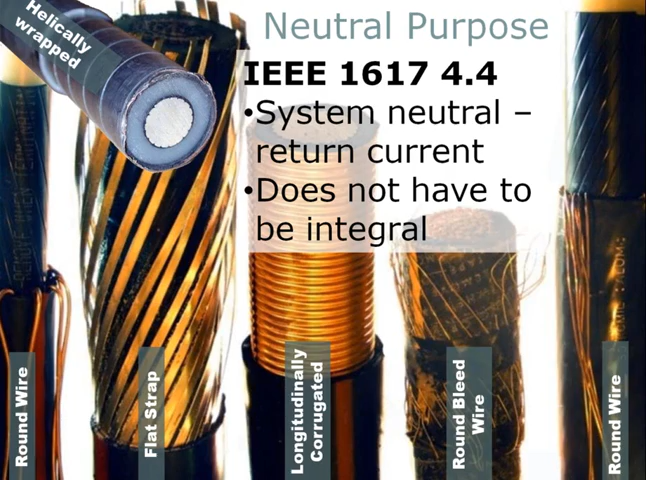 Neutral Purpose
Helically
wrapped
IEEE 1617 4.4
•System neutral –
return current
•Does not have to
be integral
Round Wire
Flat Strap
Longitudinally
Corrugated
Round Bleed
Wire
Round Wire